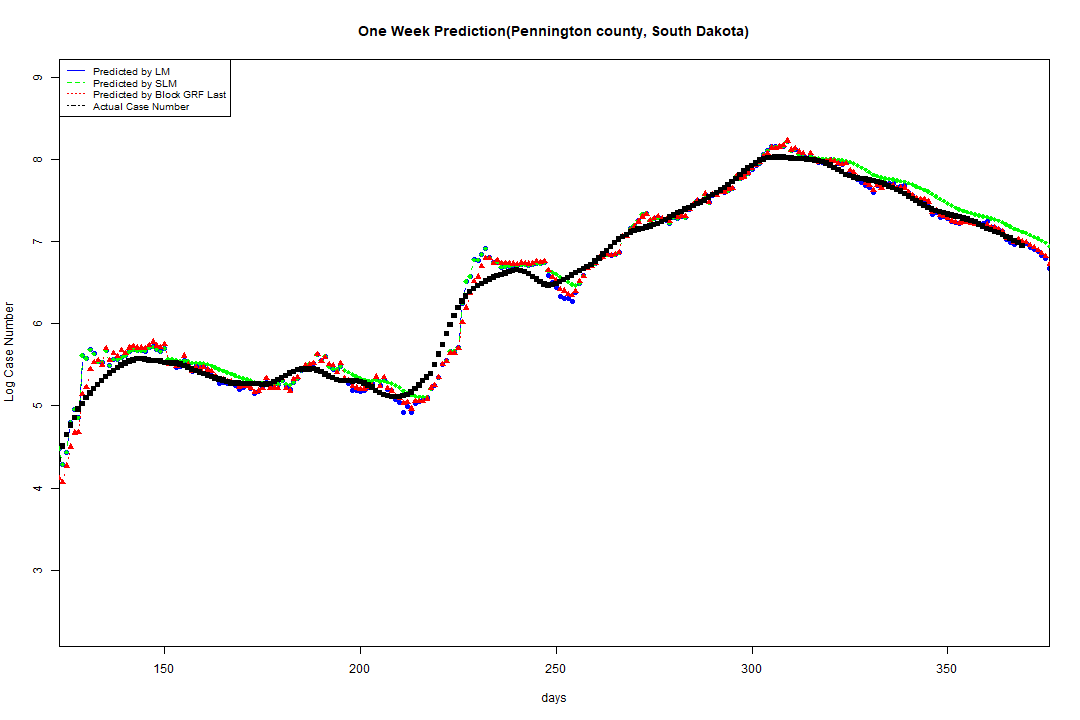 One Week Prediction(Pennington county, South Dakota)
Predicted by LM
Predicted by SLM
Predicted by Block GRF Last
Actual Case Number
9
8
7
6
5
4
3
Log Case Number
150 200 250 300 350
days